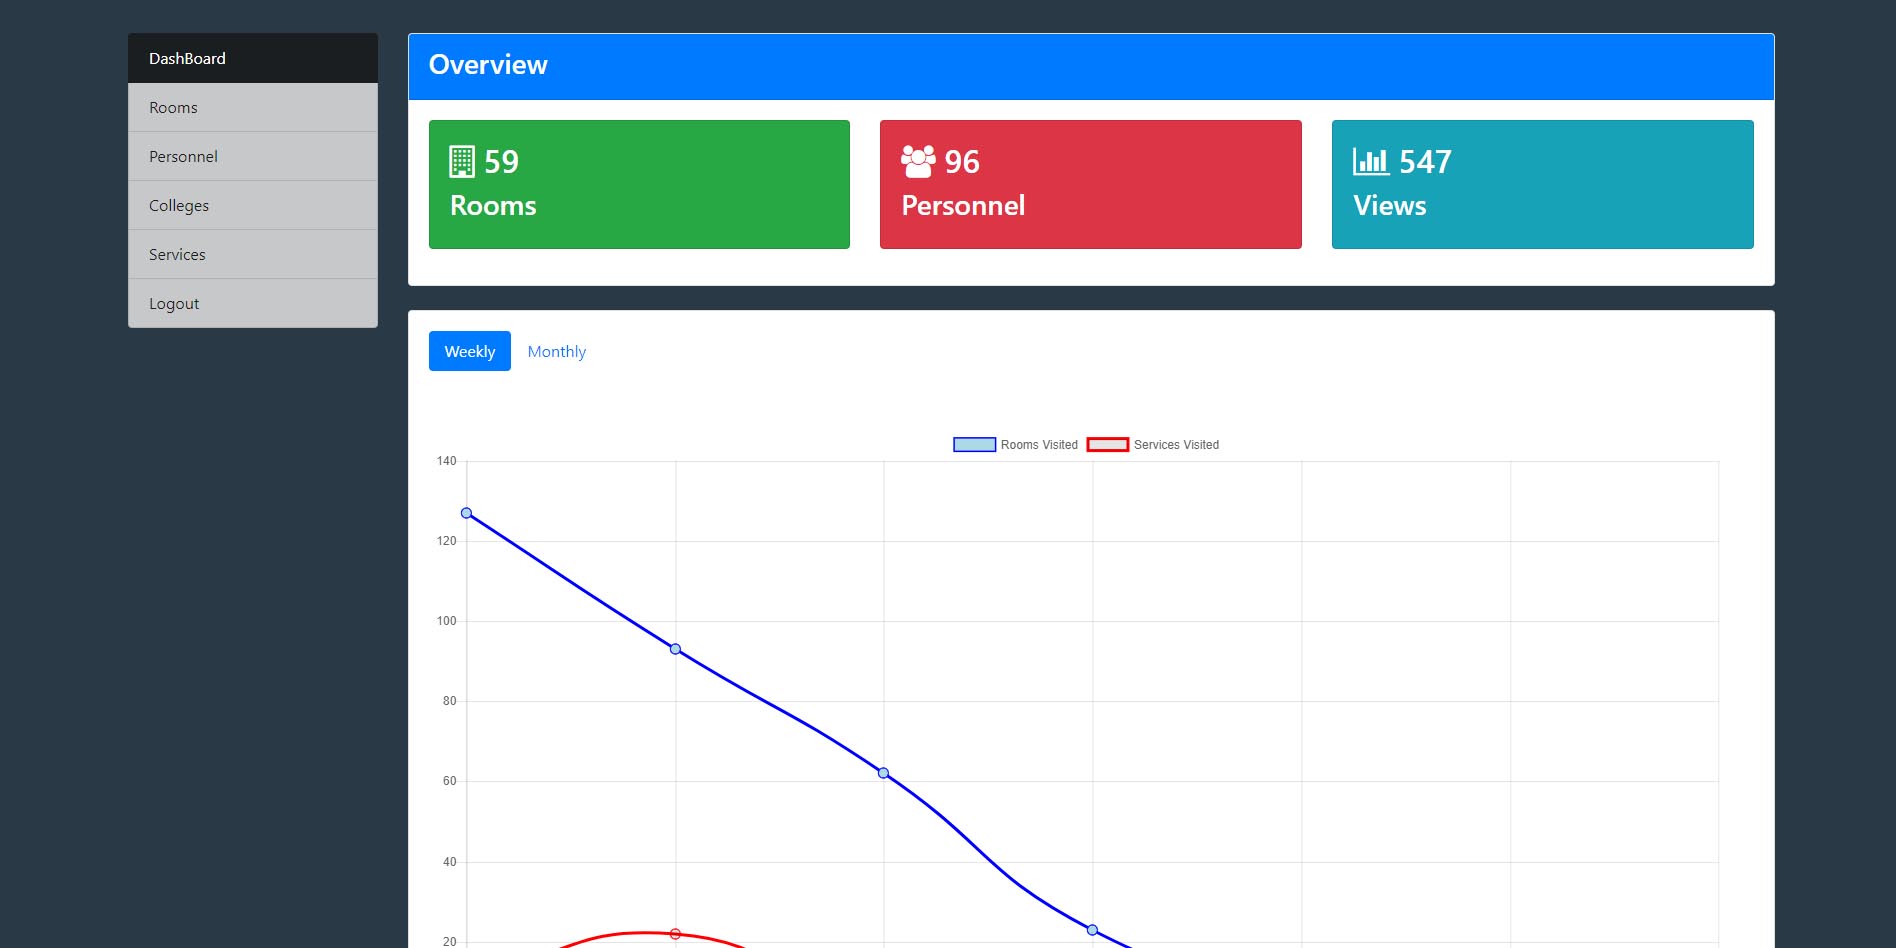 DashBoard
Rooms
Personnel
Colleges
Services
Logout
Overview
59
Rooms
96
Personnel
547
Views
Weekly
Monthly
Rooms Visited
Services Visited
140
120
100
80
60
40
20